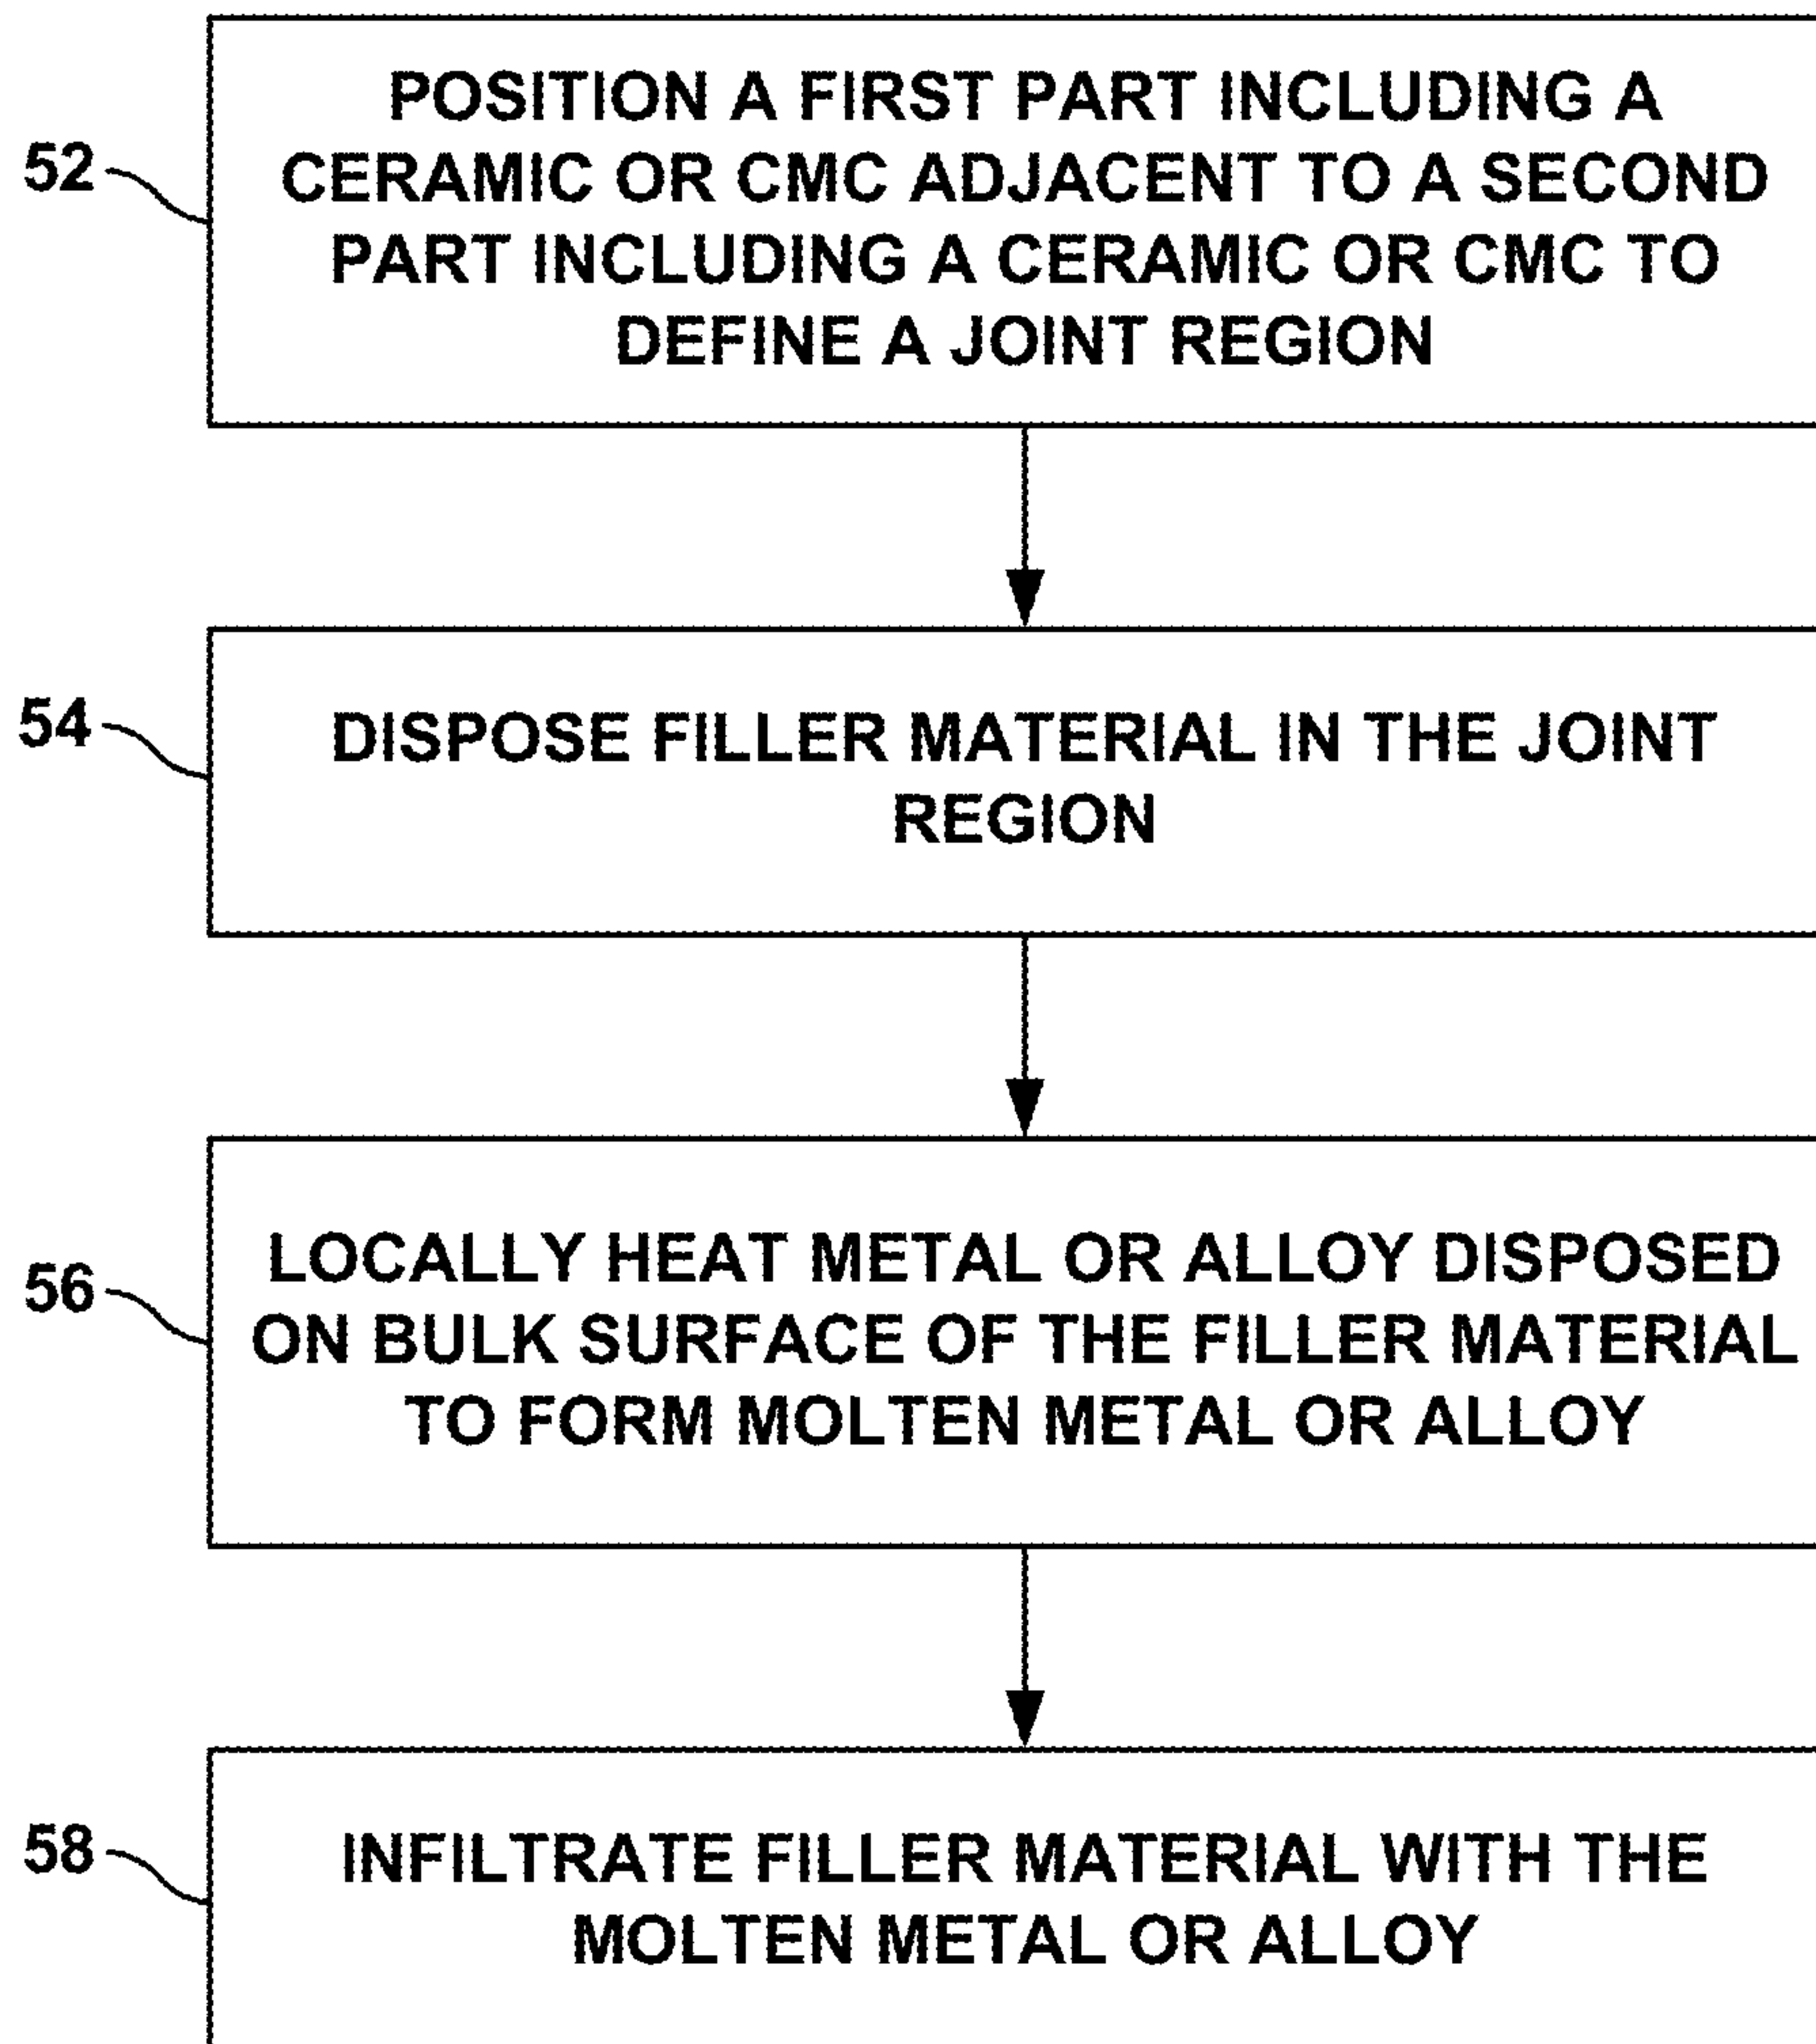 POSITION A FIRST PART INCLUDING A
52
CERAMIC OR CMC ADJACENT TO A SECOND
PART INCLUDING A CERAMIC OR CMC TO
DEFINE A JOINT REGION
54
DISPOSE FILLER MATERIAL IN THE JOINT
REGION
LOCALLY HEAT METAL OR ALLOY DISPOSED
56
ON BULK SURFACE OF THE FILLER MATERIAL
TO FORM MOLTEN METAL OR ALLOY
58
INFILTRATE FILLER MATERIAL WITH THE
MOLTEN METAL OR ALLOY